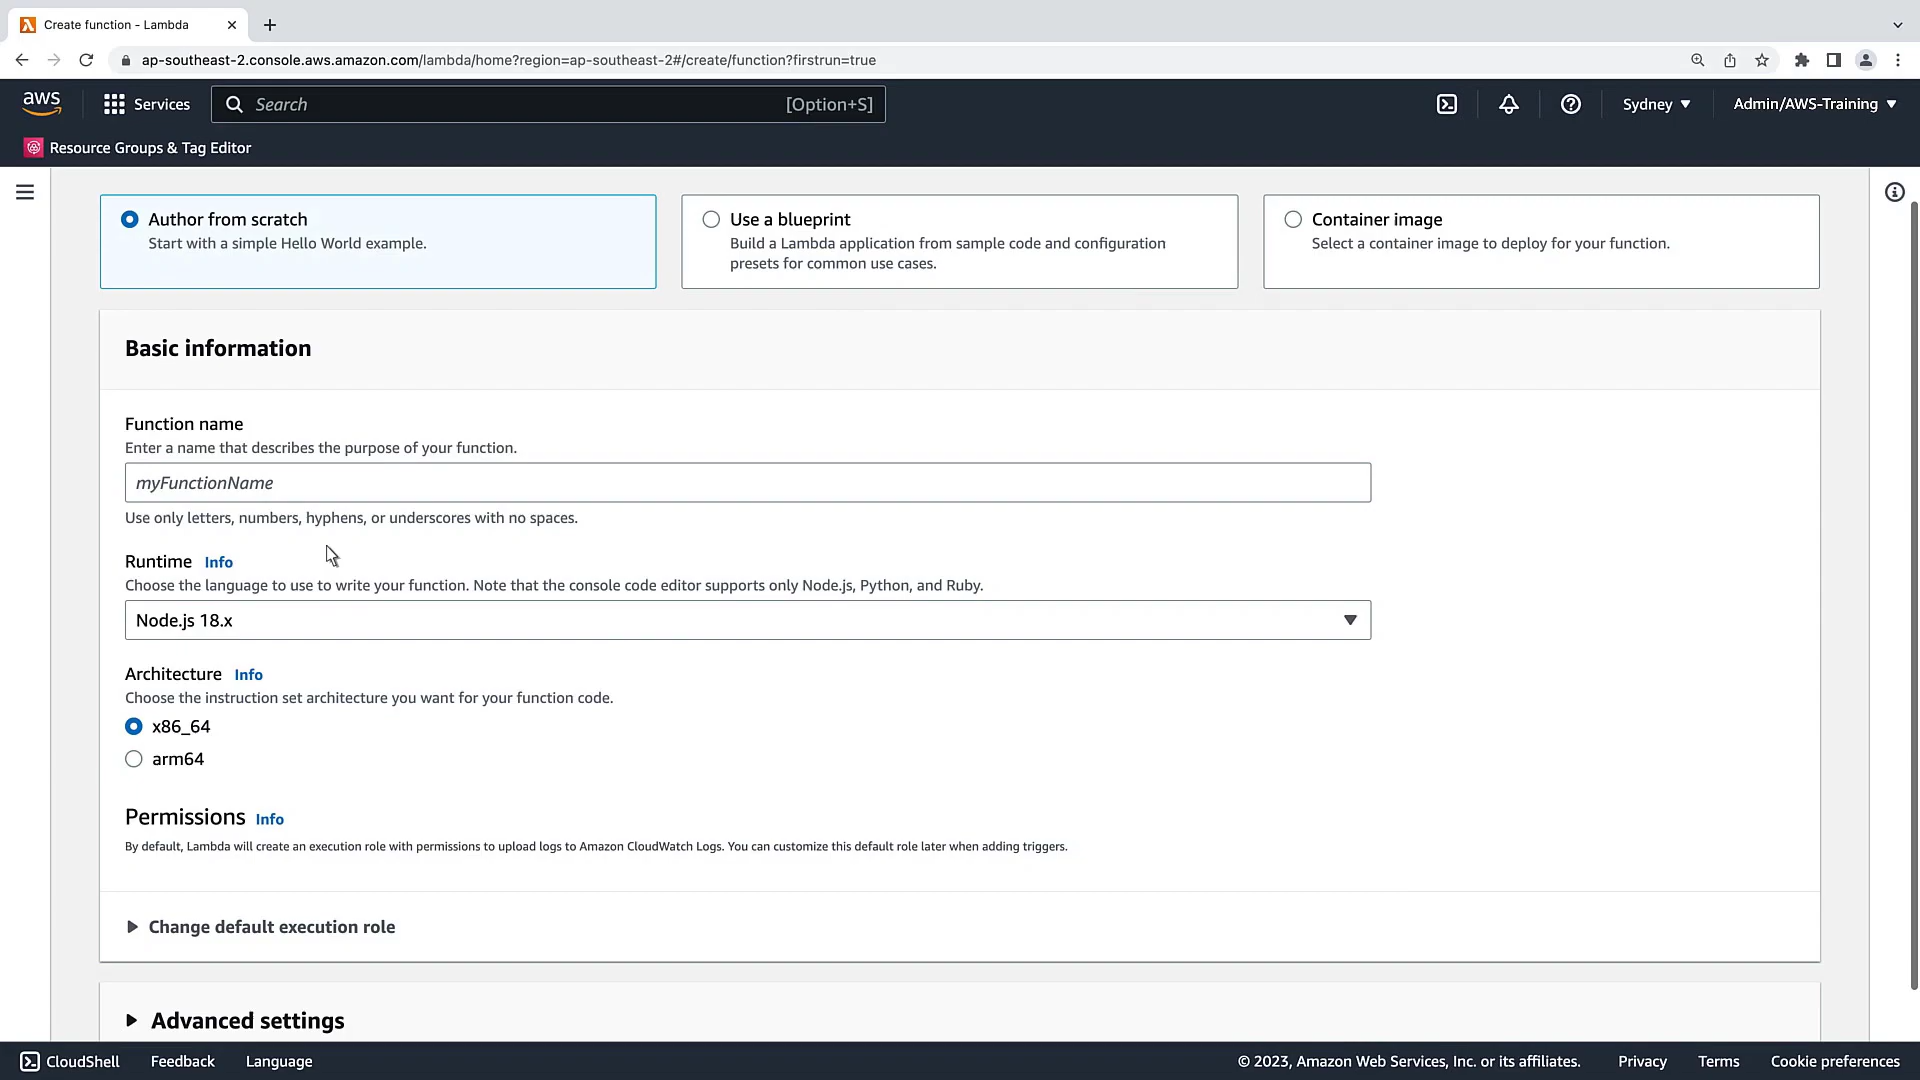 Create function - Lambda
ap-southeast-2.console.aws.amazon.com/lambda/home?region=ap-southeast-2#/create/function?firstrun=true
aws
Services
Search
[Option+S]
Sydney
Admin/AWS-Training
Resource Groups & Tag Editor
Author from scratch
Start with a simple Hello World example.
Use a blueprint
Build a Lambda application from sample code and configuration
presets for common use cases.
Container image
Select a container image to deploy for your function.
Basic information
Function name
Enter a name that describes the purpose of your function.
myFunctionName
Use only letters, numbers, hyphens, or underscores with no spaces.
Runtime Info
Choose the language to use to write your function. Note that the console code editor supports only Node.js, Python, and Ruby.
Node.js 18.x
Architecture Info
Choose the instruction set architecture you want for your function code.
x86_64
arm64
Permissions Info
By default, Lambda will create an execution role with permissions to upload logs to Amazon CloudWatch Logs. You can customize this default role later when adding triggers.
Change default execution role
Advanced settings
CloudShell
Feedback
Language
© 2023, Amazon Web Services, Inc. or its affiliates.
Privacy
Terms
Cookie preferences